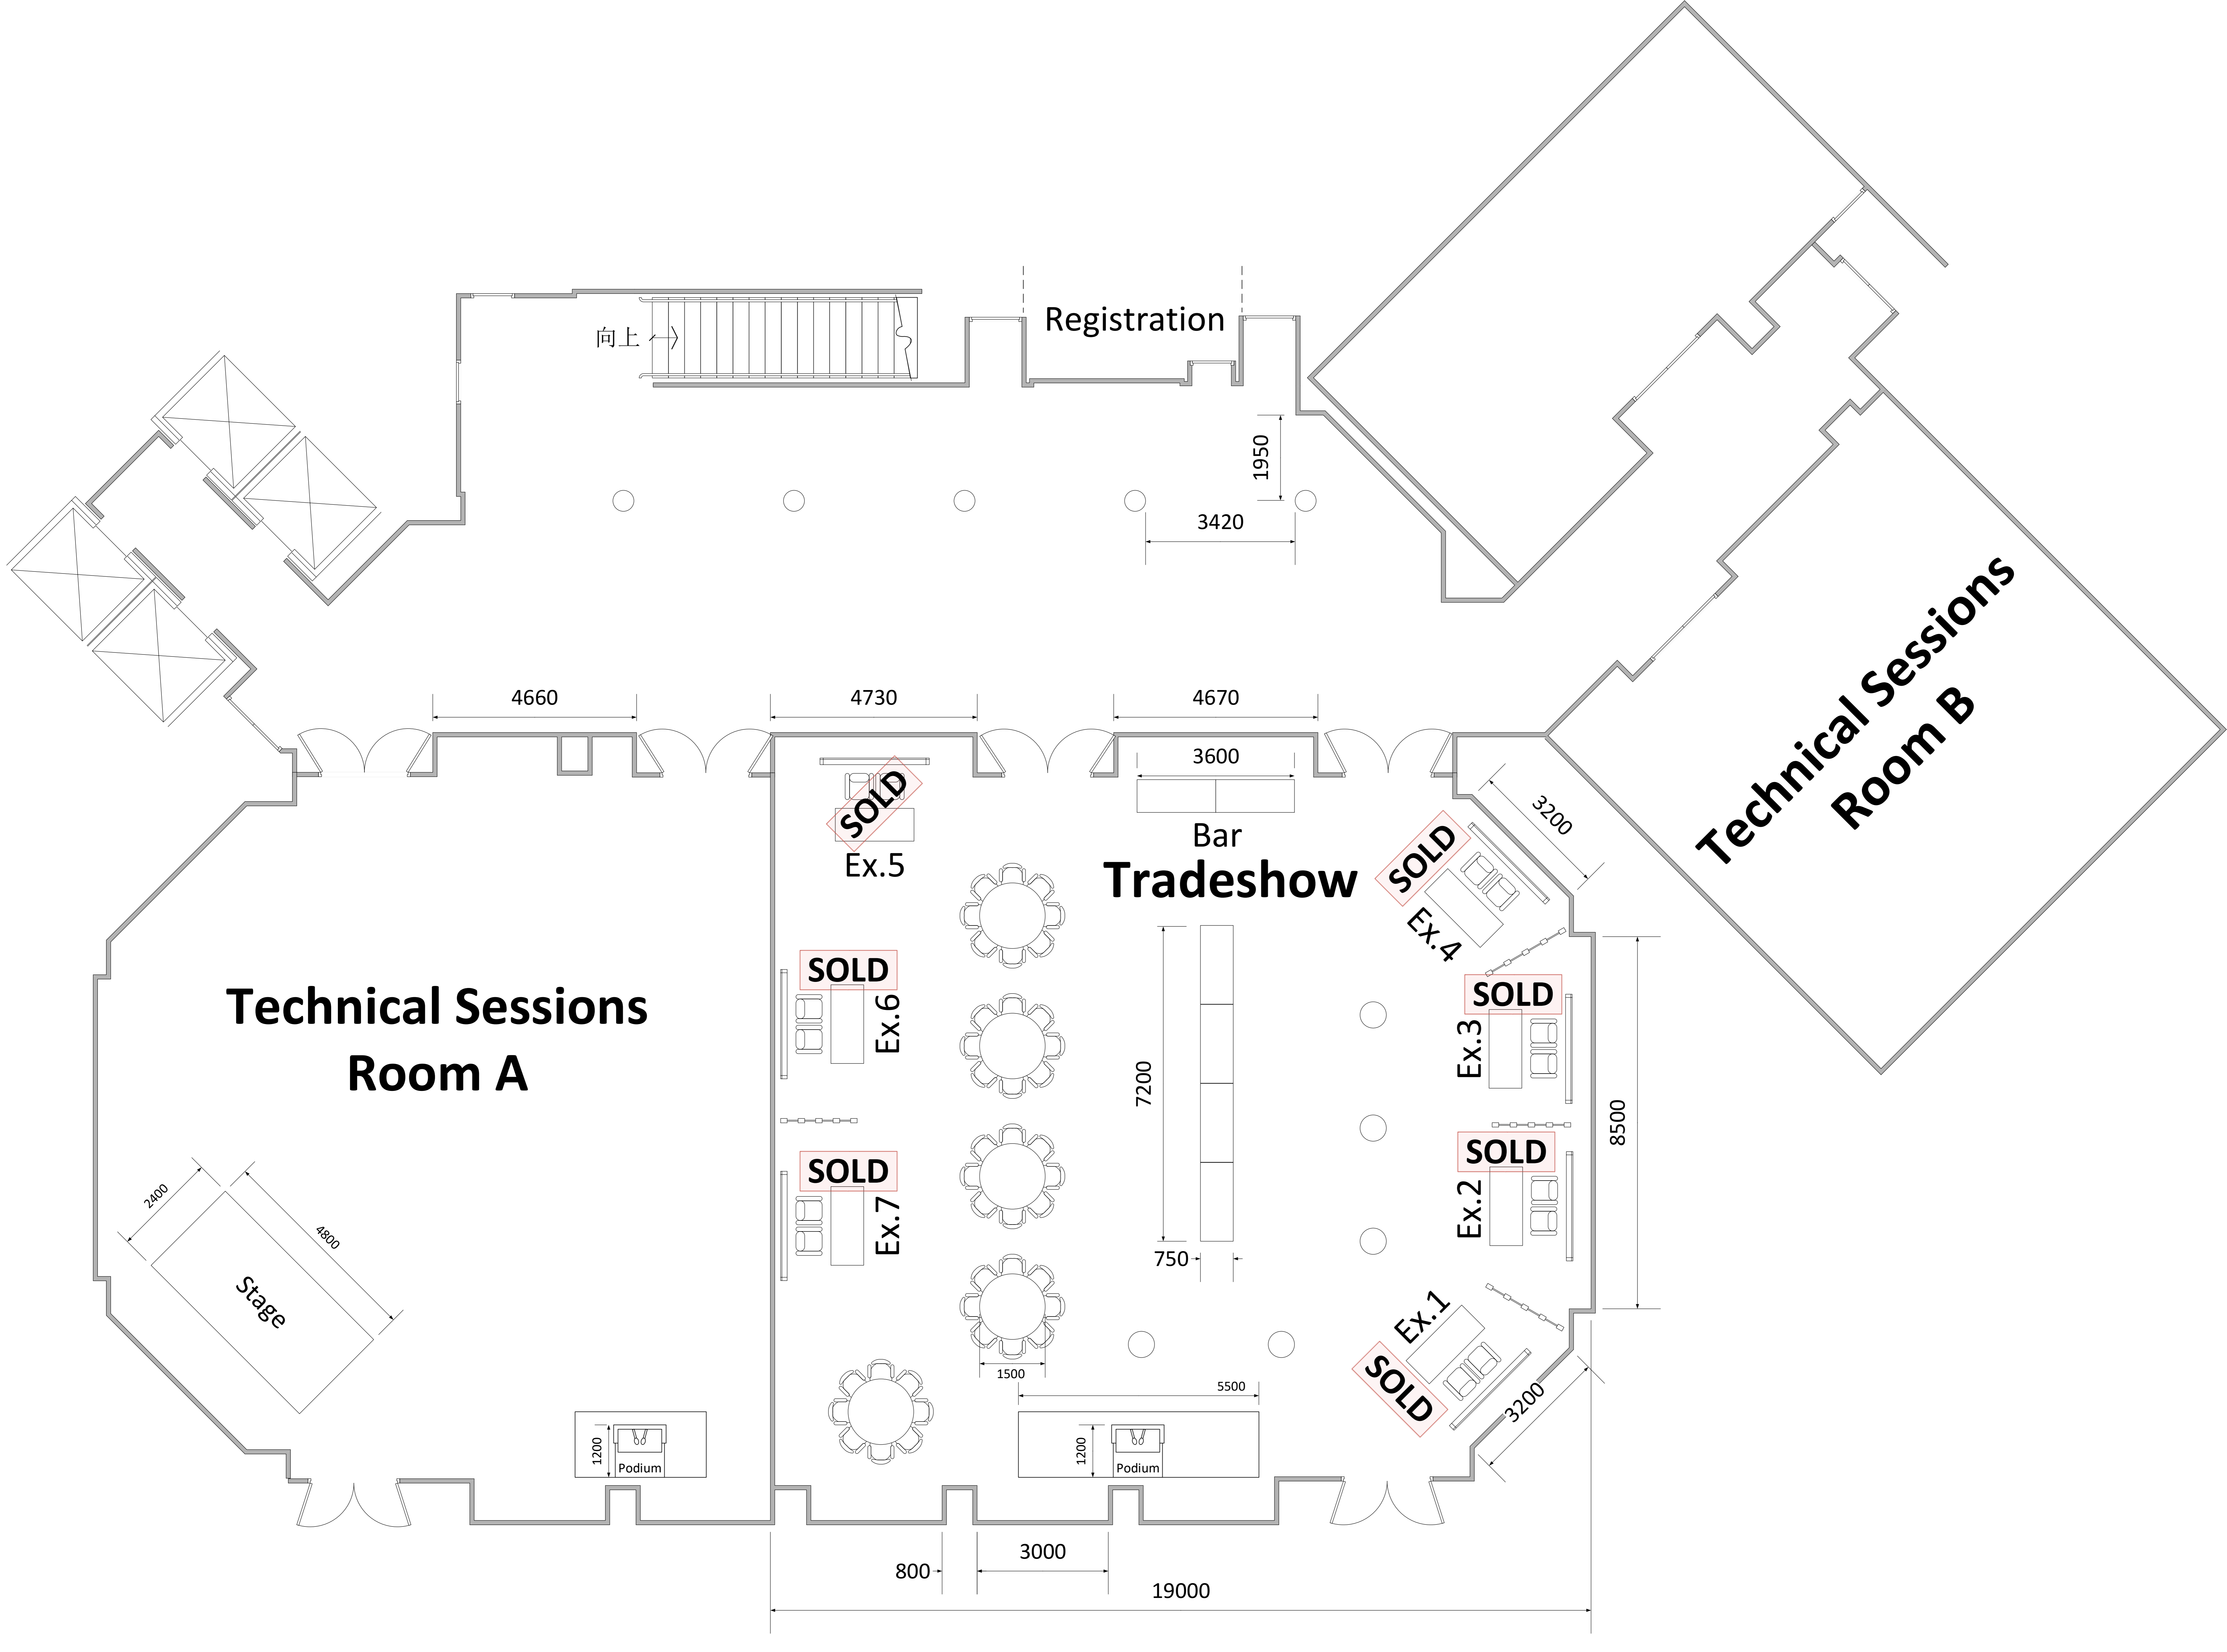 Registration
向上
1950
3420
4660
4730
4670
3600
Bar
SOLD
Ex.5
Tradeshow
3200
SOLD
Ex.4
Technical Sessions
Room B
Technical Sessions
Room A
SOLD
Ex.6
SOLD
Ex.3
7200
8500
SOLD
Ex.7
SOLD
Ex.2
750
2400
4800
Stage
Ex.1
SOLD
3200
1500
5500
1200
Podium
1200
Podium
800
3000
19000